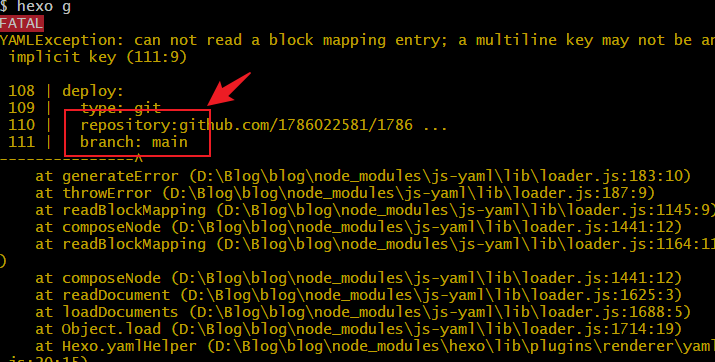 $ hexo g
FATAL
YAMLException: can not read a block mapping entry; a multiline key may not be an
implicit key (111:9)
108 | deploy:
109 |   type: git
110 |   repository:github.com/1786022581/1786 ...
111 |   branch: main
---------------^
at generateError (D:\Blog\blog\node_modules\js-yaml\lib\loader.js:183:10)
at throwError (D:\Blog\blog\node_modules\js-yaml\lib\loader.js:187:9)
at readBlockMapping (D:\Blog\blog\node_modules\js-yaml\lib\loader.js:1145:9)
at composeNode (D:\Blog\blog\node_modules\js-yaml\lib\loader.js:1441:12)
at readBlockMapping (D:\Blog\blog\node_modules\js-yaml\lib\loader.js:1164:11
)
at composeNode (D:\Blog\blog\node_modules\js-yaml\lib\loader.js:1441:12)
at readDocument (D:\Blog\blog\node_modules\js-yaml\lib\loader.js:1625:3)
at loadDocuments (D:\Blog\blog\node_modules\js-yaml\lib\loader.js:1688:5)
at Object.load (D:\Blog\blog\node_modules\js-yaml\lib\loader.js:1714:19)
at Hexo.yamlHelper (D:\Blog\blog\node_modules\hexo\lib\plugins\renderer\yaml
.js:20:15)